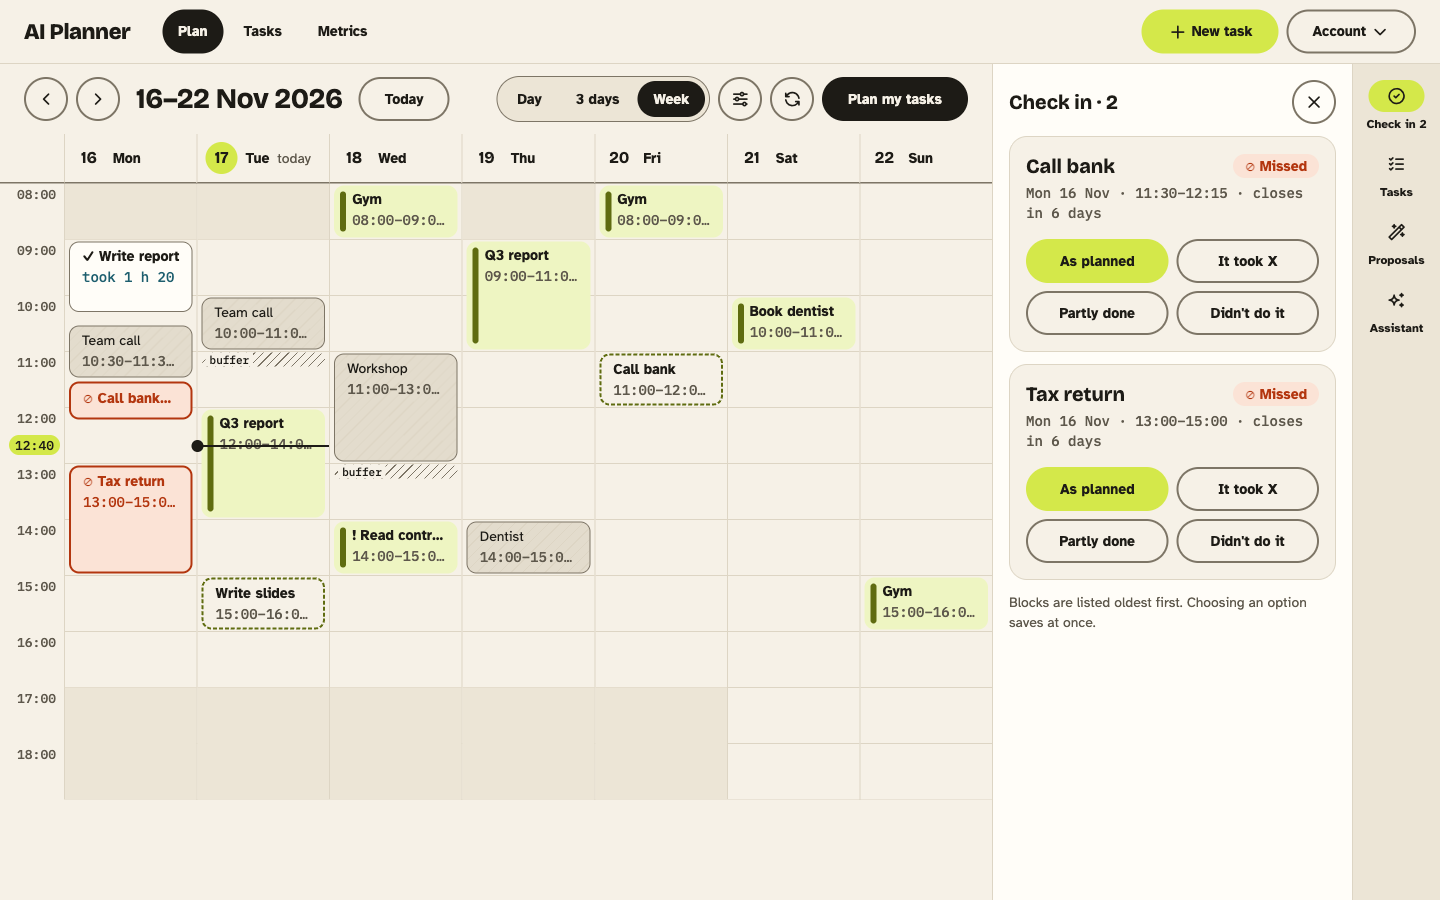 AI Planner
Plan
Tasks
Metrics
New task
Account
16–22 Nov 2026
Today
Day
3 days
Week
Plan my tasks
16 Mon
17 Tue today
18 Wed
19 Thu
20 Fri
21 Sat
22 Sun
08:00
09:00
10:00
11:00
12:00
12:40
13:00
14:00
15:00
16:00
17:00
18:00
Write report
took 1 h 20
Team call
10:30–11:3…
Call bank…
Tax return
13:00–15:0…
Team call
10:00–11:0…
buffer
Q3 report
12:00–14:0…
Write slides
15:00–16:0…
Gym
08:00–09:0…
Workshop
11:00–13:0…
buffer
! Read contr…
14:00–15:0…
Q3 report
09:00–11:0…
Dentist
14:00–15:0…
Gym
08:00–09:0…
Call bank
11:00–12:0…
Book dentist
10:00–11:0…
Gym
15:00–16:0…
Check in · 2
Call bank
Missed
Mon 16 Nov · 11:30–12:15 · closes
in 6 days
As planned
It took X
Partly done
Didn't do it
Tax return
Missed
Mon 16 Nov · 13:00–15:00 · closes
in 6 days
As planned
It took X
Partly done
Didn't do it
Blocks are listed oldest first. Choosing an option
saves at once.
Check in 2
Tasks
Proposals
Assistant